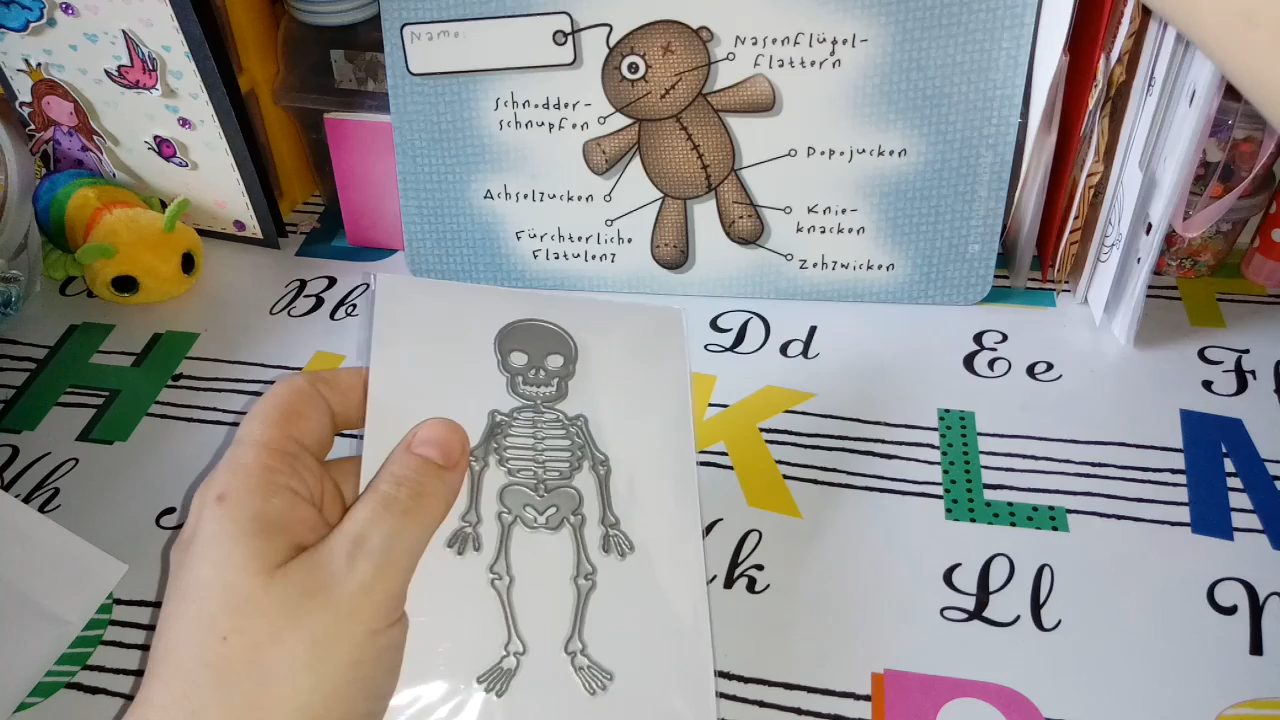 Name:
Nasenflügel-
flattern
Schnodder-
schnupfen
Popojucken
Achselzucken
Knie-
knacken
Fürchterliche
Flatulenz
Zehzwicken
Bb
Dd
Ee
H
K
L
k
Ll